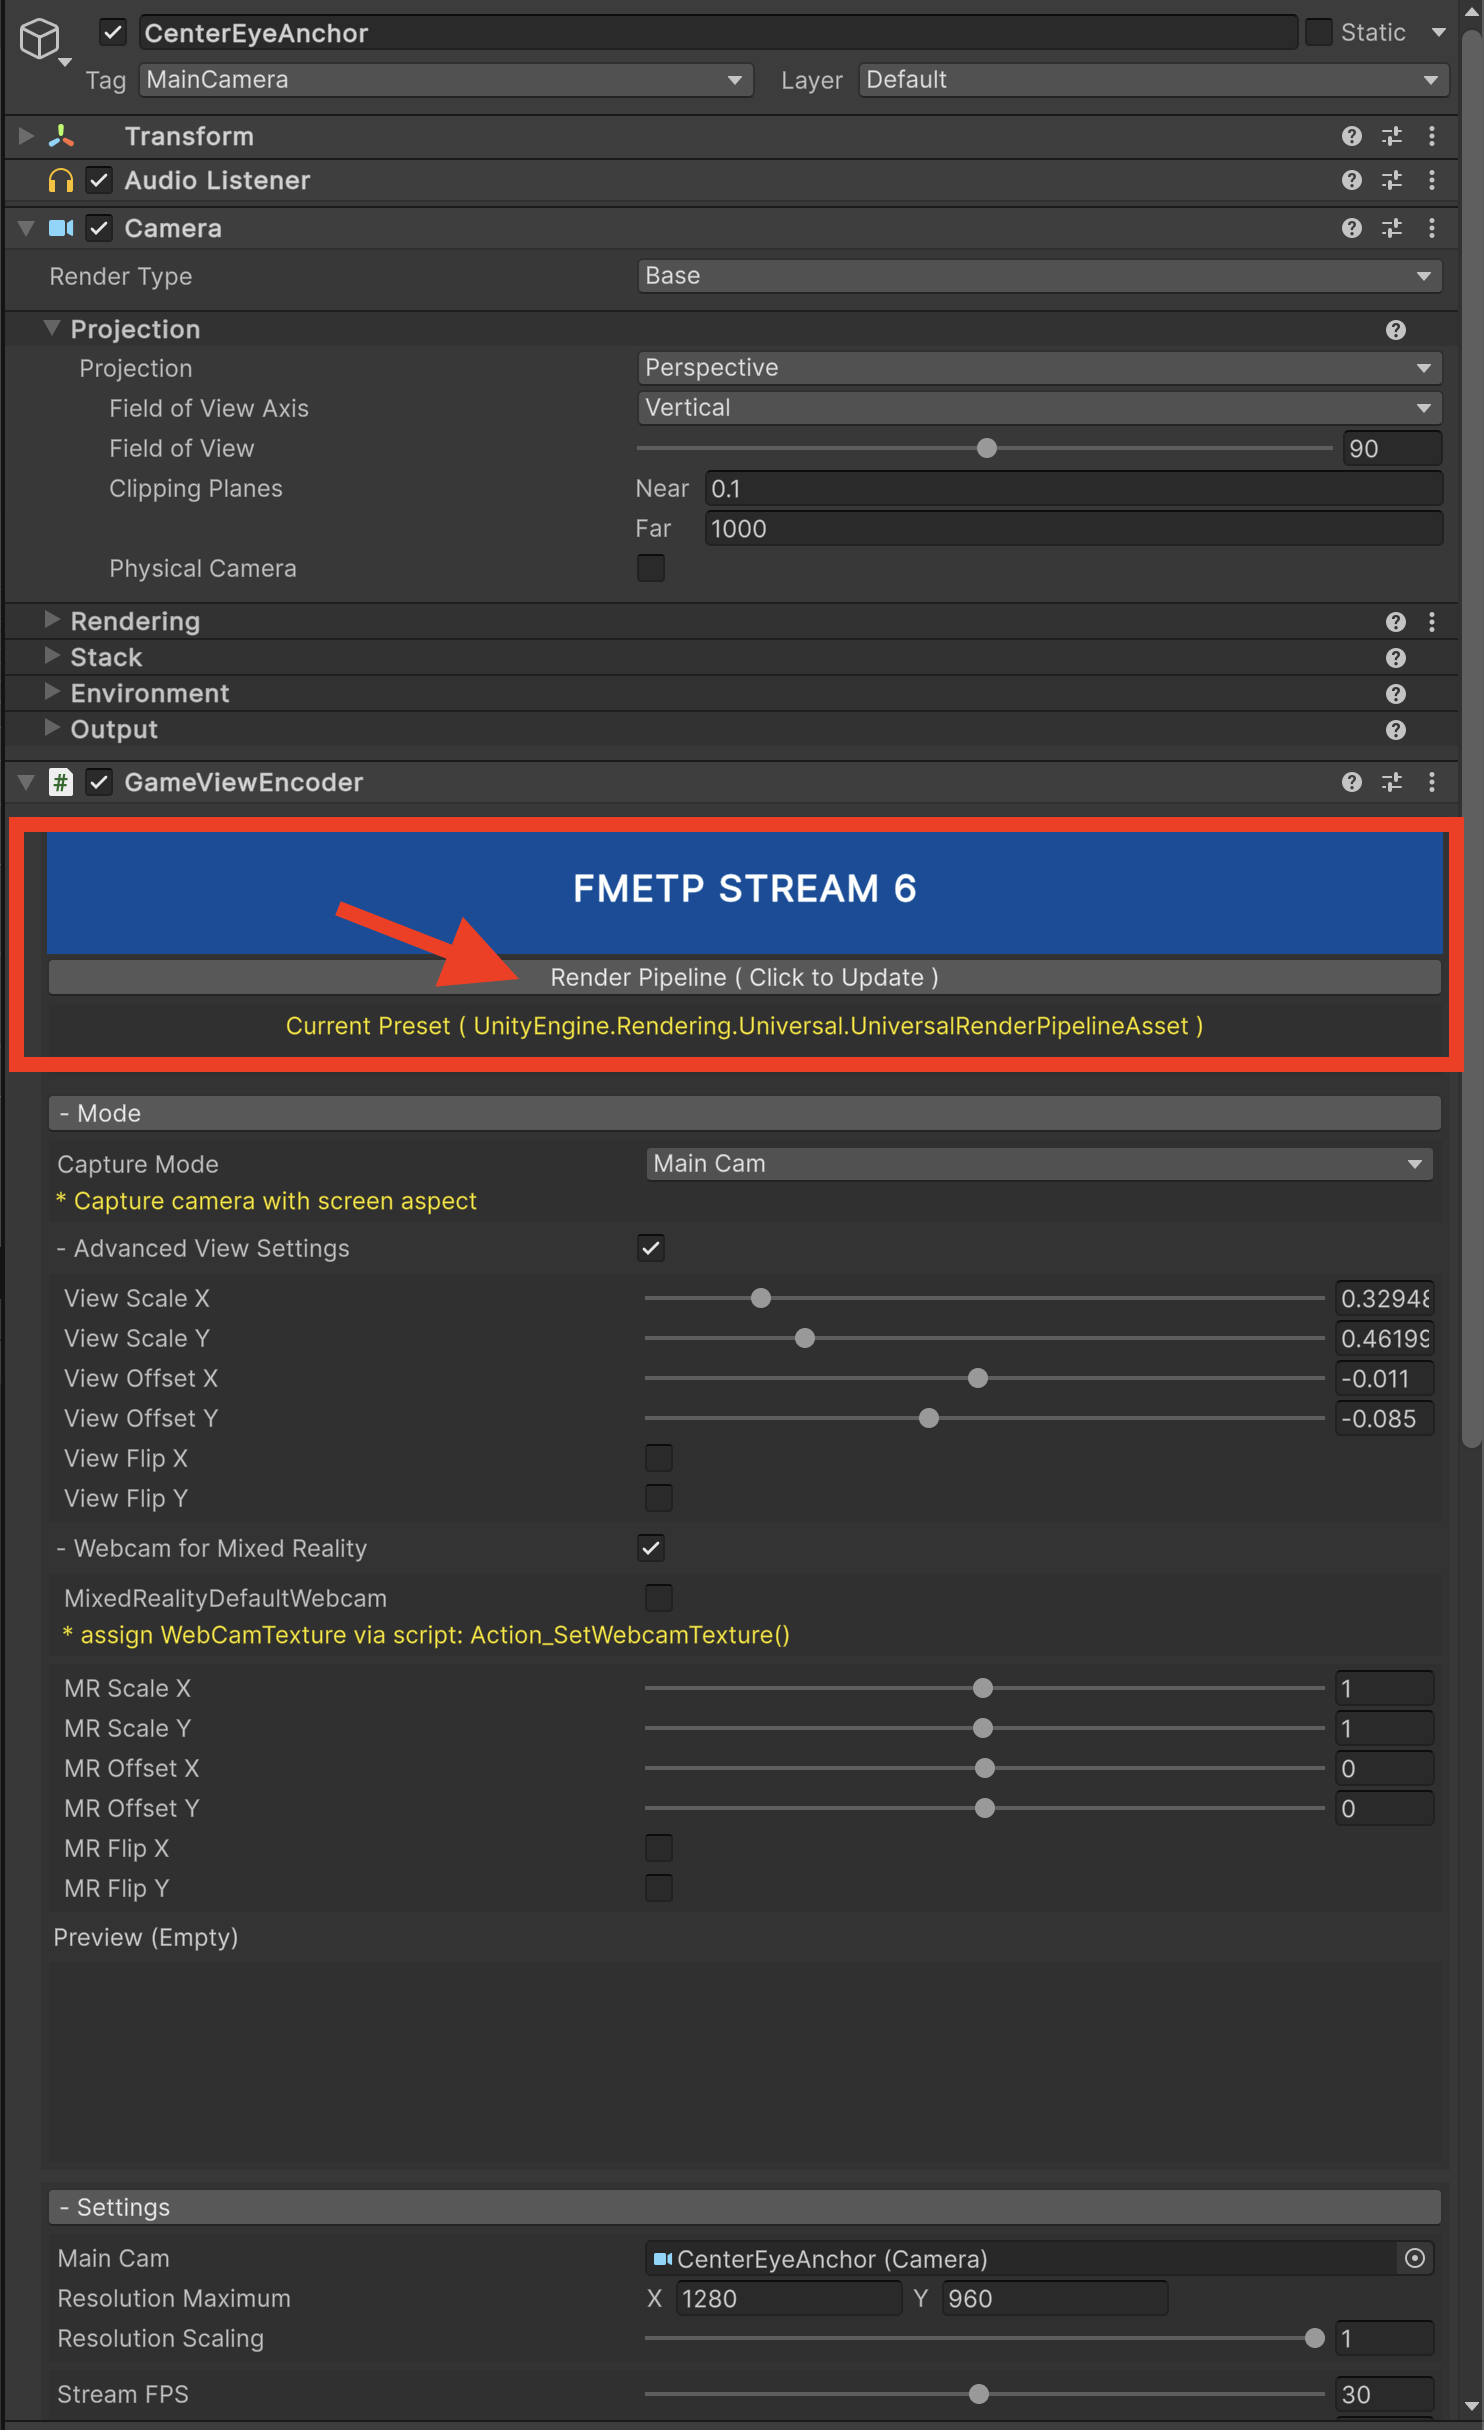 CenterEyeAnchor Static
Tag MainCamera Layer Default
Transform
Audio Listener
Camera
Render Type Base
Projection
Projection Perspective
Field of View Axis Vertical
Field of View 90
Clipping Planes Near 0.1
Far 1000
Physical Camera
Rendering
Stack
Environment
Output
# GameViewEncoder
FMETP STREAM 6
Render Pipeline ( Click to Update )
Current Preset ( UnityEngine.Rendering.Universal.UniversalRenderPipelineAsset )
- Mode
Capture Mode Main Cam
* Capture camera with screen aspect
- Advanced View Settings
View Scale X 0.32948
View Scale Y 0.46199
View Offset X -0.011
View Offset Y -0.085
View Flip X
View Flip Y
- Webcam for Mixed Reality
MixedRealityDefaultWebcam
* assign WebCamTexture via script: Action_SetWebcamTexture()
MR Scale X 1
MR Scale Y 1
MR Offset X 0
MR Offset Y 0
MR Flip X
MR Flip Y
Preview (Empty)
- Settings
Main Cam CenterEyeAnchor (Camera)
Resolution Maximum X 1280 Y 960
Resolution Scaling 1
Stream FPS 30